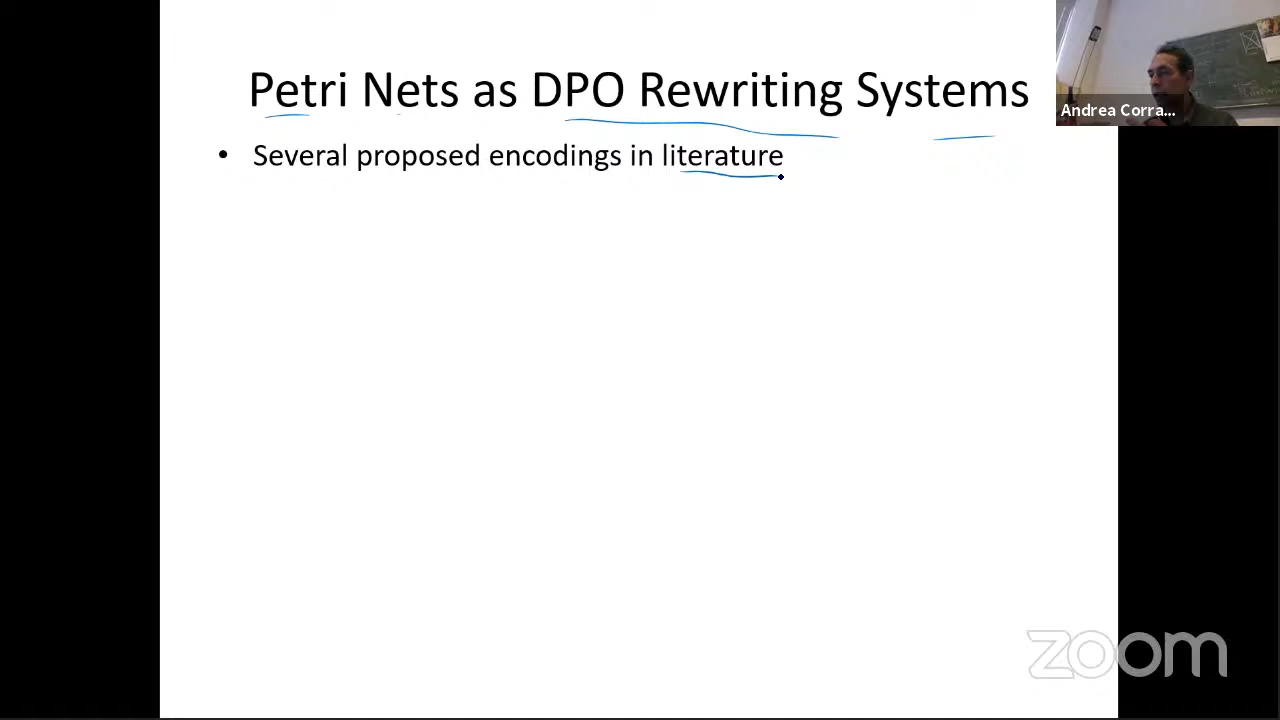 Petri Nets as DPO Rewriting Systems
Andrea Corra...
• Several proposed encodings in literature
zoom